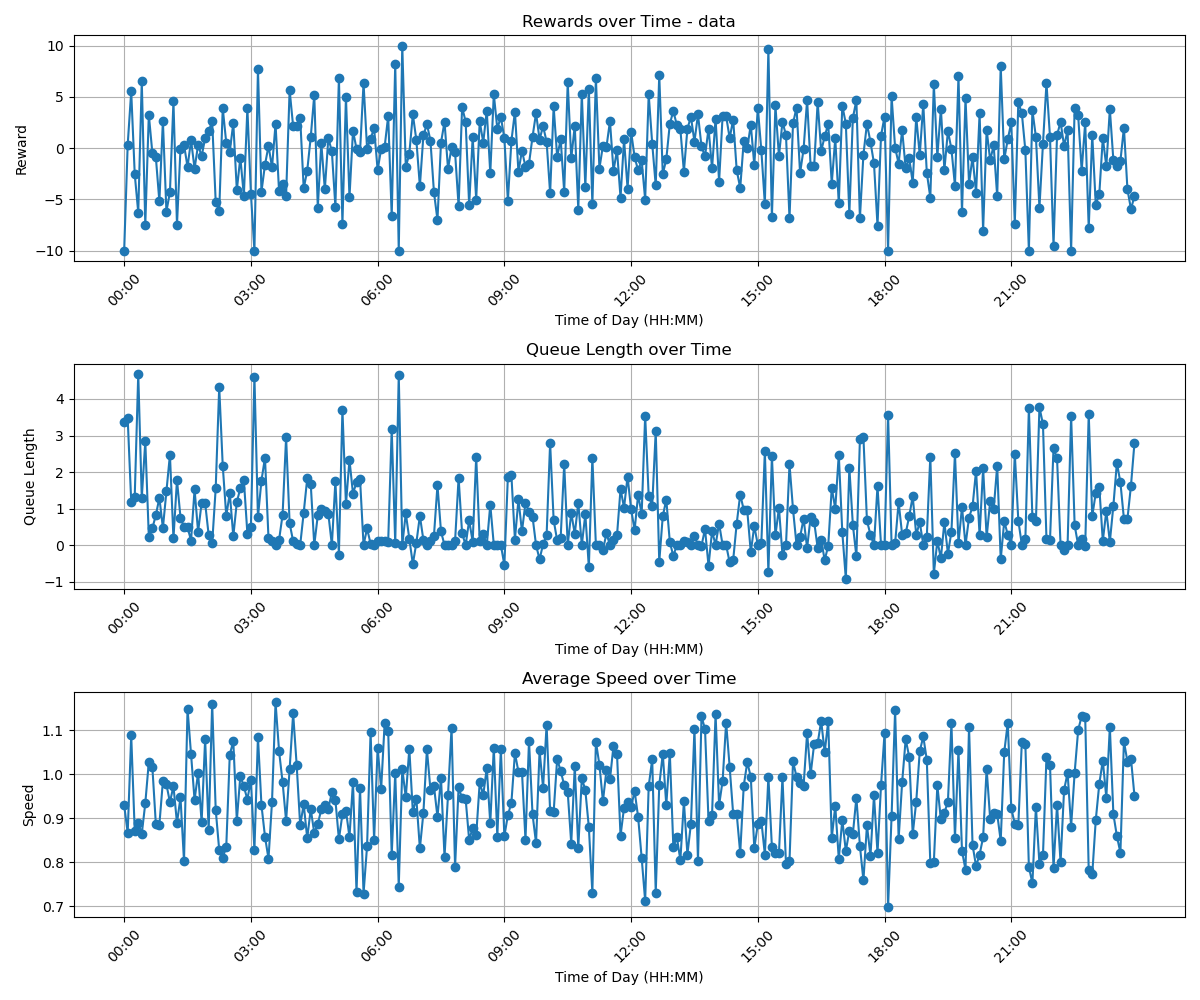 Rewards over Time - data
10
5
0
−5
−10
Reward
00:00 03:00 06:00 09:00 12:00 15:00 18:00 21:00
Time of Day (HH:MM)
Queue Length over Time
4
3
2
1
0
−1
Queue Length
00:00 03:00 06:00 09:00 12:00 15:00 18:00 21:00
Time of Day (HH:MM)
Average Speed over Time
1.1
1.0
0.9
0.8
0.7
Speed
00:00 03:00 06:00 09:00 12:00 15:00 18:00 21:00
Time of Day (HH:MM)